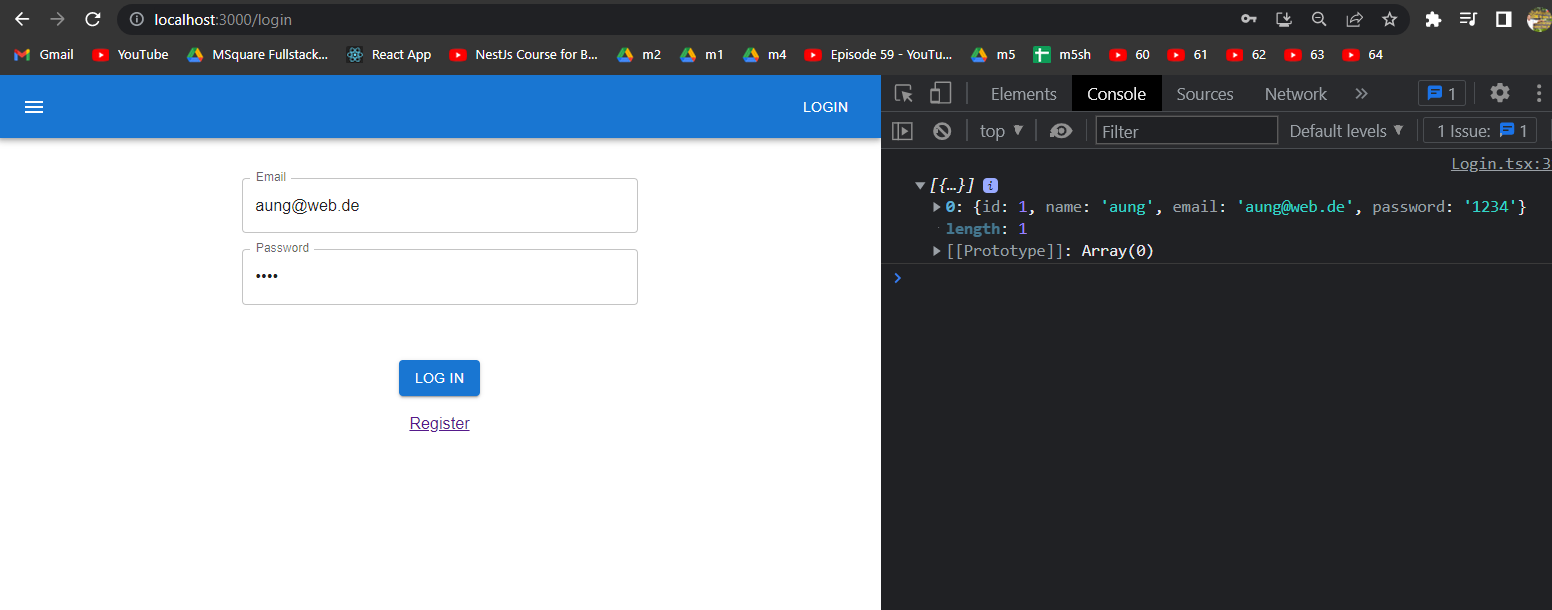 localhost:3000/login
Gmail YouTube MSquare Fullstack... React App NestJs Course for B... m2 m1 m4 Episode 59 - YouTu... m5 m5sh 60 61 62 63 64
LOGIN
Email
aung@web.de
Password
••••
LOG IN
Register
Elements Console Sources Network » 1
top ▼ Filter Default levels ▼ 1 Issue: 1
Login.tsx:3
▼ [{…}] i
▶ 0: {id: 1, name: 'aung', email: 'aung@web.de', password: '1234'}
length: 1
▶ [[Prototype]]: Array(0)
>